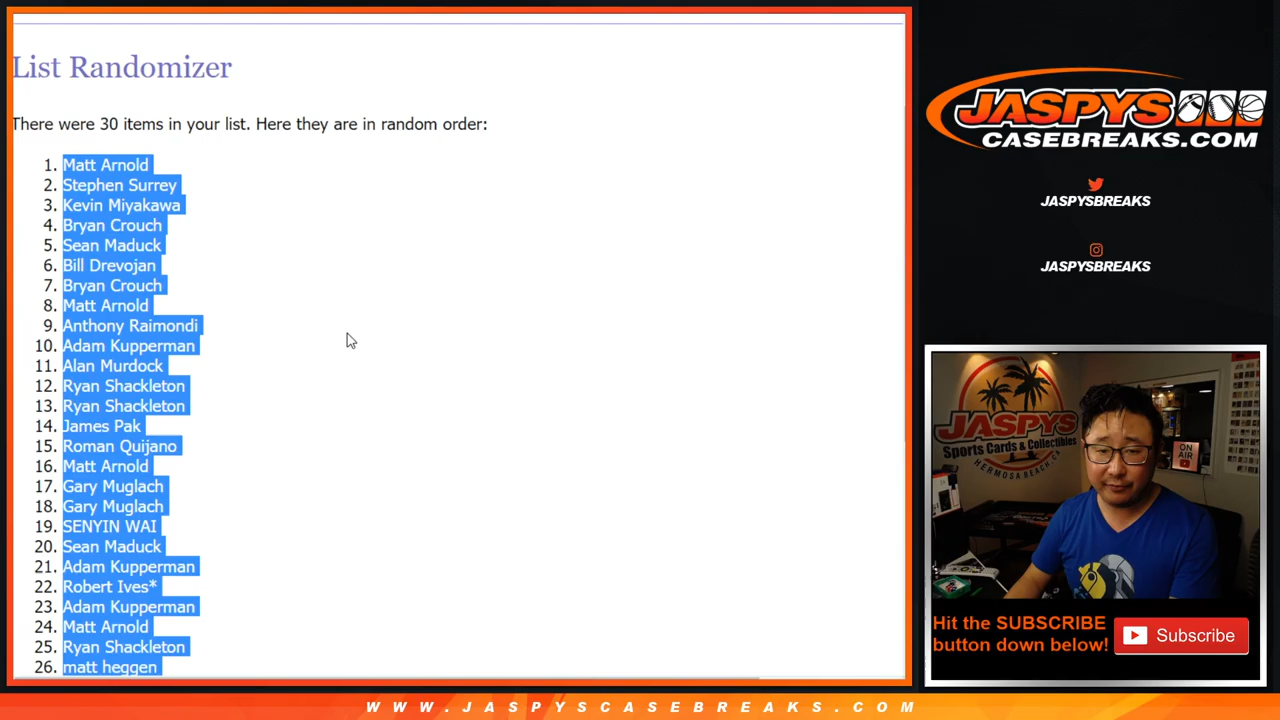 List Randomizer
There were 30 items in your list. Here they are in random order:
1. Matt Arnold
2. Stephen Surrey
3. Kevin Miyakawa
4. Bryan Crouch
5. Sean Maduck
6. Bill Drevojan
7. Bryan Crouch
8. Matt Arnold
9. Anthony Raimondi
10. Adam Kupperman
11. Alan Murdock
12. Ryan Shackleton
13. Ryan Shackleton
14. James Pak
15. Roman Quijano
16. Matt Arnold
17. Gary Muglach
18. Gary Muglach
19. SENYIN WAI
20. Sean Maduck
21. Adam Kupperman
22. Robert Ives*
23. Adam Kupperman
24. Matt Arnold
25. Ryan Shackleton
26. matt heggen
JASPYS
CASEBREAKS.COM
JASPYSBREAKS
JASPYSBREAKS
JASPYS
Sports Cards & Collectibles
HERMOSA BEACH, CA
ON AIR
Hit the SUBSCRIBE
button down below!
Subscribe
WWW.JASPYSCASEBREAKS.COM